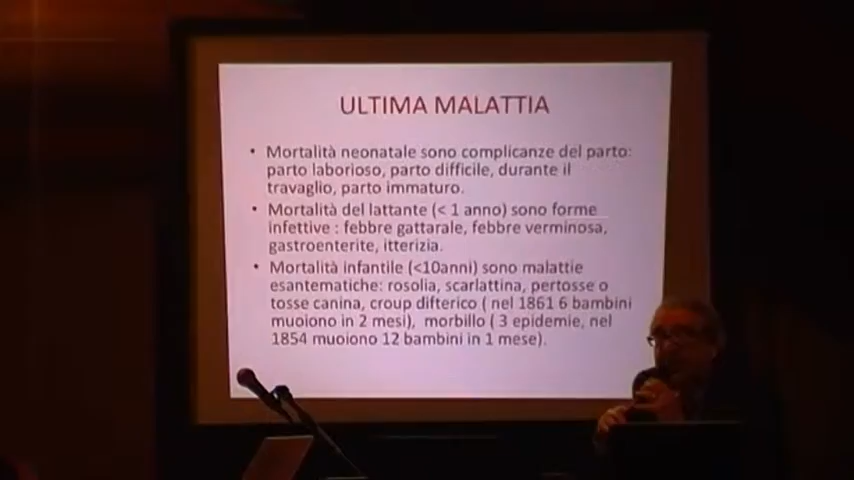 ULTIMA MALATTIA
• Mortalità neonatale sono complicanze del parto:
parto laborioso, parto difficile, durante il
travaglio, parto immaturo.
• Mortalità del lattante (< 1 anno) sono forme
infettive : febbre gattarale, febbre verminosa,
gastroenterite, itterizia.
• Mortalità infantile (<10anni) sono malattie
esantematiche: rosolia, scarlattina, pertosse o
tosse canina, croup difterico ( nel 1861 6 bambini
muoiono in 2 mesi), morbillo ( 3 epidemie, nel
1854 muoiono 12 bambini in 1 mese).